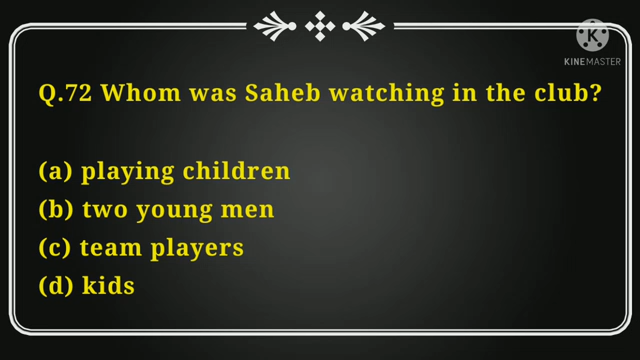 K
KINEMASTER
Q.72 Whom was Saheb watching in the club?
(a) playing children
(b) two young men
(c) team players
(d) kids